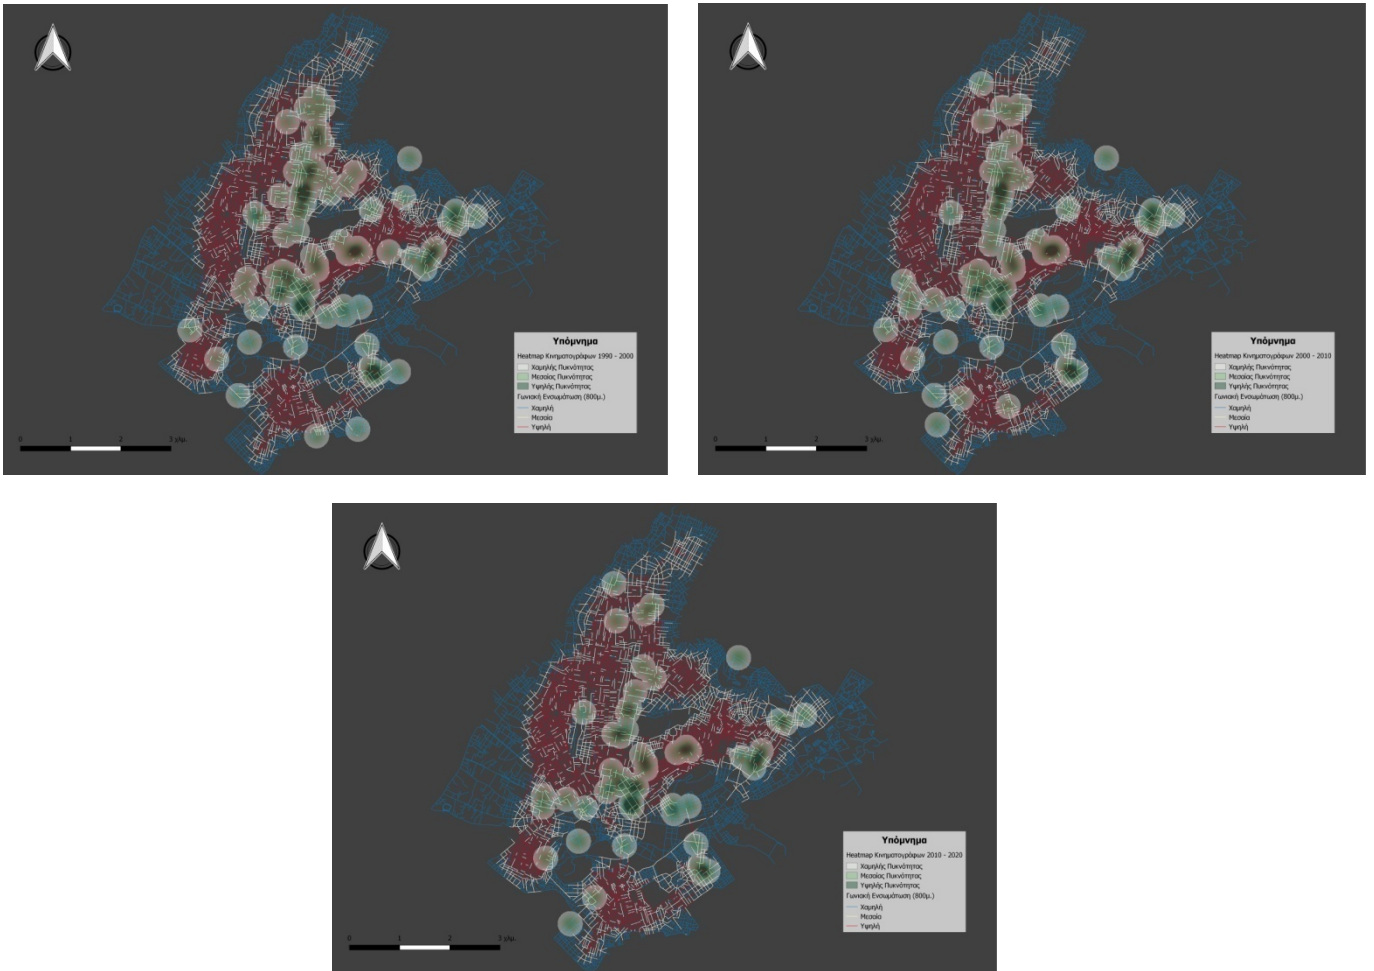 Υπόμνημα
Heatmap Κινηματογράφων 1990 - 2000
Χαμηλής Πυκνότητας
Μεσαίας Πυκνότητας
Υψηλής Πυκνότητας
Γωνιακή Ενσωμάτωση (800μ.)
Χαμηλή
Μεσαία
Υψηλή
0 1 2 3 χλμ.
Υπόμνημα
Heatmap Κινηματογράφων 2000 - 2010
Χαμηλής Πυκνότητας
Μεσαίας Πυκνότητας
Υψηλής Πυκνότητας
Γωνιακή Ενσωμάτωση (800μ.)
Χαμηλή
Μεσαία
Υψηλή
0 1 2 3 χλμ.
Υπόμνημα
Heatmap Κινηματογράφων 2010 - 2020
Χαμηλής Πυκνότητας
Μεσαίας Πυκνότητας
Υψηλής Πυκνότητας
Γωνιακή Ενσωμάτωση (800μ.)
Χαμηλή
Μεσαία
Υψηλή
0 1 2 3 χλμ.